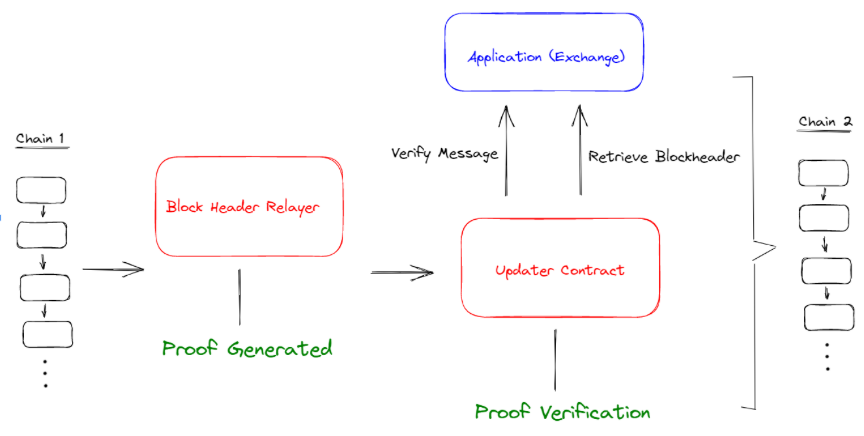 Chain 1
Block Header Relayer
Proof Generated
Application (Exchange)
Verify Message
Retrieve Blockheader
Updater Contract
Proof Verification
Chain 2